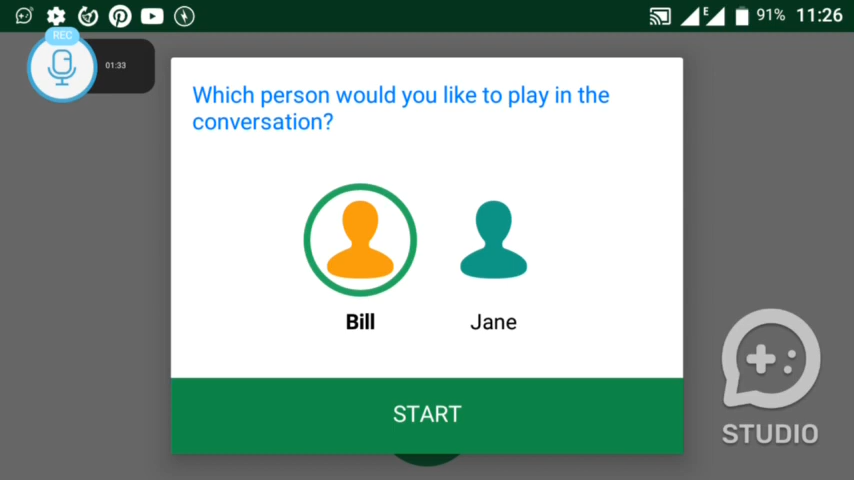 E 91% 11:26
REC
01:33
Which person would you like to play in the
conversation?
Bill Jane
START
STUDIO